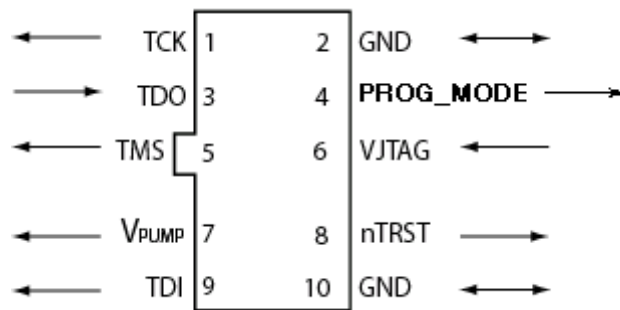 TCK 1 2 GND
TDO 3 4 PROG_MODE
TMS 5 6 VJTAG
VPUMP 7 8 nTRST
TDI 9 10 GND